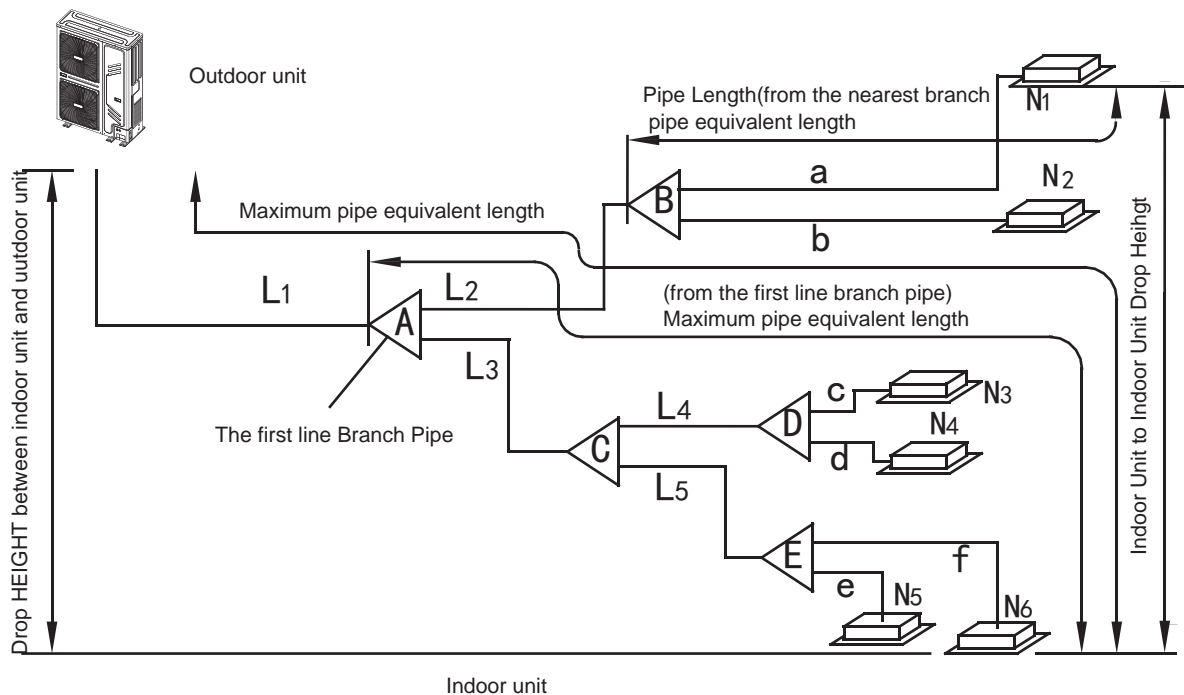 Outdoor unit
Pipe Length(from the nearest branch
pipe equivalent length
N1
a
B
N2
b
Maximum pipe equivalent length
L1
L2
(from the first line branch pipe)
Maximum pipe equivalent length
A
L3
The first line Branch Pipe
L4
c
N3
D
C
d
N4
L5
E
f
e
N5
N6
Drop HEIGHT between indoor unit and uutdoor unit
Indoor Unit to Indoor Unit Drop Heihgt
Indoor unit